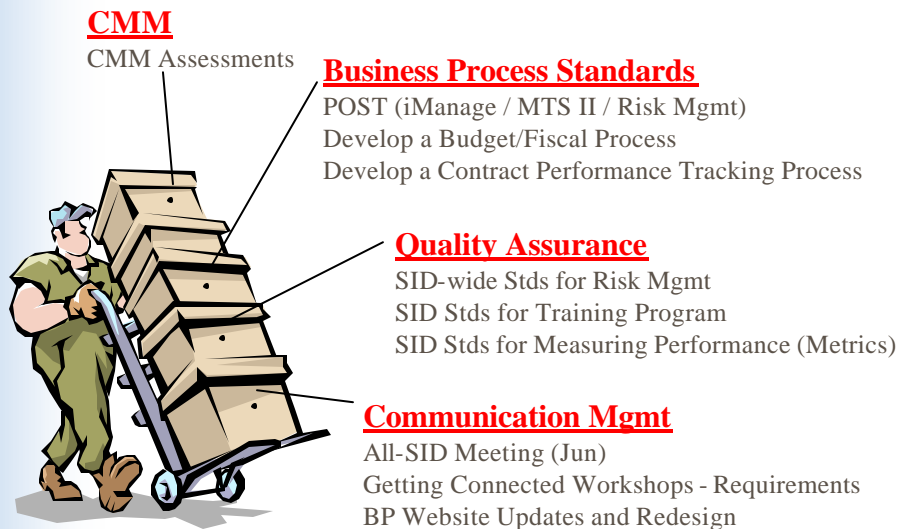 CMM
CMM Assessments
Business Process Standards
POST (iManage / MTS II / Risk Mgmt)
Develop a Budget/Fiscal Process
Develop a Contract Performance Tracking Process
Quality Assurance
SID-wide Stds for Risk Mgmt
SID Stds for Training Program
SID Stds for Measuring Performance (Metrics)
Communication Mgmt
All-SID Meeting (Jun)
Getting Connected Workshops - Requirements
BP Website Updates and Redesign